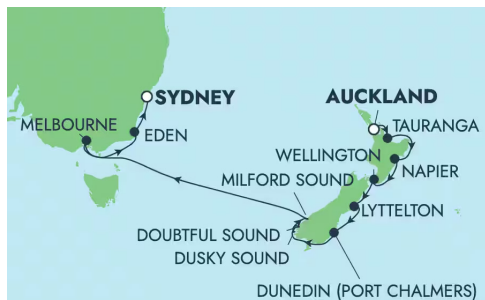 SYDNEY
AUCKLAND
MELBOURNE
EDEN
TAURANGA
WELLINGTON
NAPIER
MILFORD SOUND
LYTTELTON
DOUBTFUL SOUND
DUSKY SOUND
DUNEDIN (PORT CHALMERS)